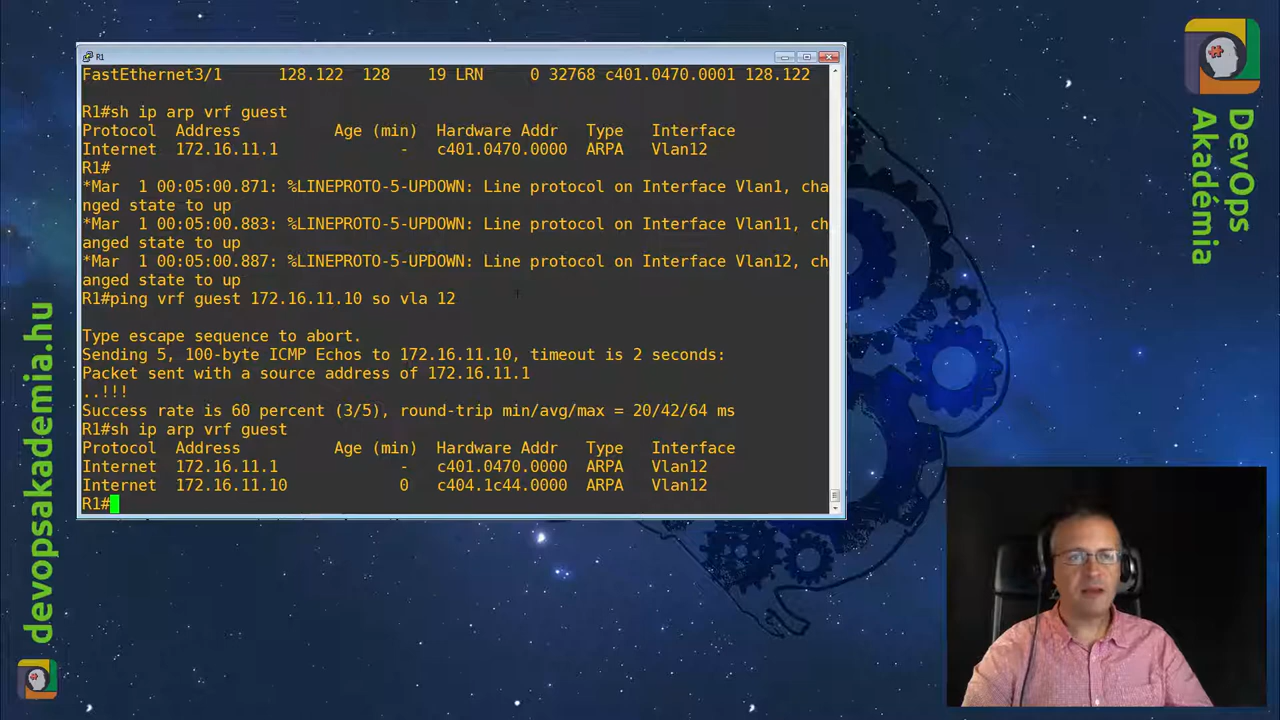 R1
FastEthernet3/1      128.122  128    19 LRN     0 32768 c401.0470.0001 128.122
R1#sh ip arp vrf guest
Protocol  Address          Age (min)  Hardware Addr   Type   Interface
Internet  172.16.11.1             -   c401.0470.0000  ARPA   Vlan12
R1#
*Mar  1 00:05:00.871: %LINEPROTO-5-UPDOWN: Line protocol on Interface Vlan1, cha
nged state to up
*Mar  1 00:05:00.883: %LINEPROTO-5-UPDOWN: Line protocol on Interface Vlan11, ch
anged state to up
*Mar  1 00:05:00.887: %LINEPROTO-5-UPDOWN: Line protocol on Interface Vlan12, ch
anged state to up
R1#ping vrf guest 172.16.11.10 so vla 12
Type escape sequence to abort.
Sending 5, 100-byte ICMP Echos to 172.16.11.10, timeout is 2 seconds:
Packet sent with a source address of 172.16.11.1
..!!!
Success rate is 60 percent (3/5), round-trip min/avg/max = 20/42/64 ms
R1#sh ip arp vrf guest
Protocol  Address          Age (min)  Hardware Addr   Type   Interface
Internet  172.16.11.1             -   c401.0470.0000  ARPA   Vlan12
Internet  172.16.11.10            0   c404.1c44.0000  ARPA   Vlan12
R1#
devopsakademia.hu
DevOps
Akadémia